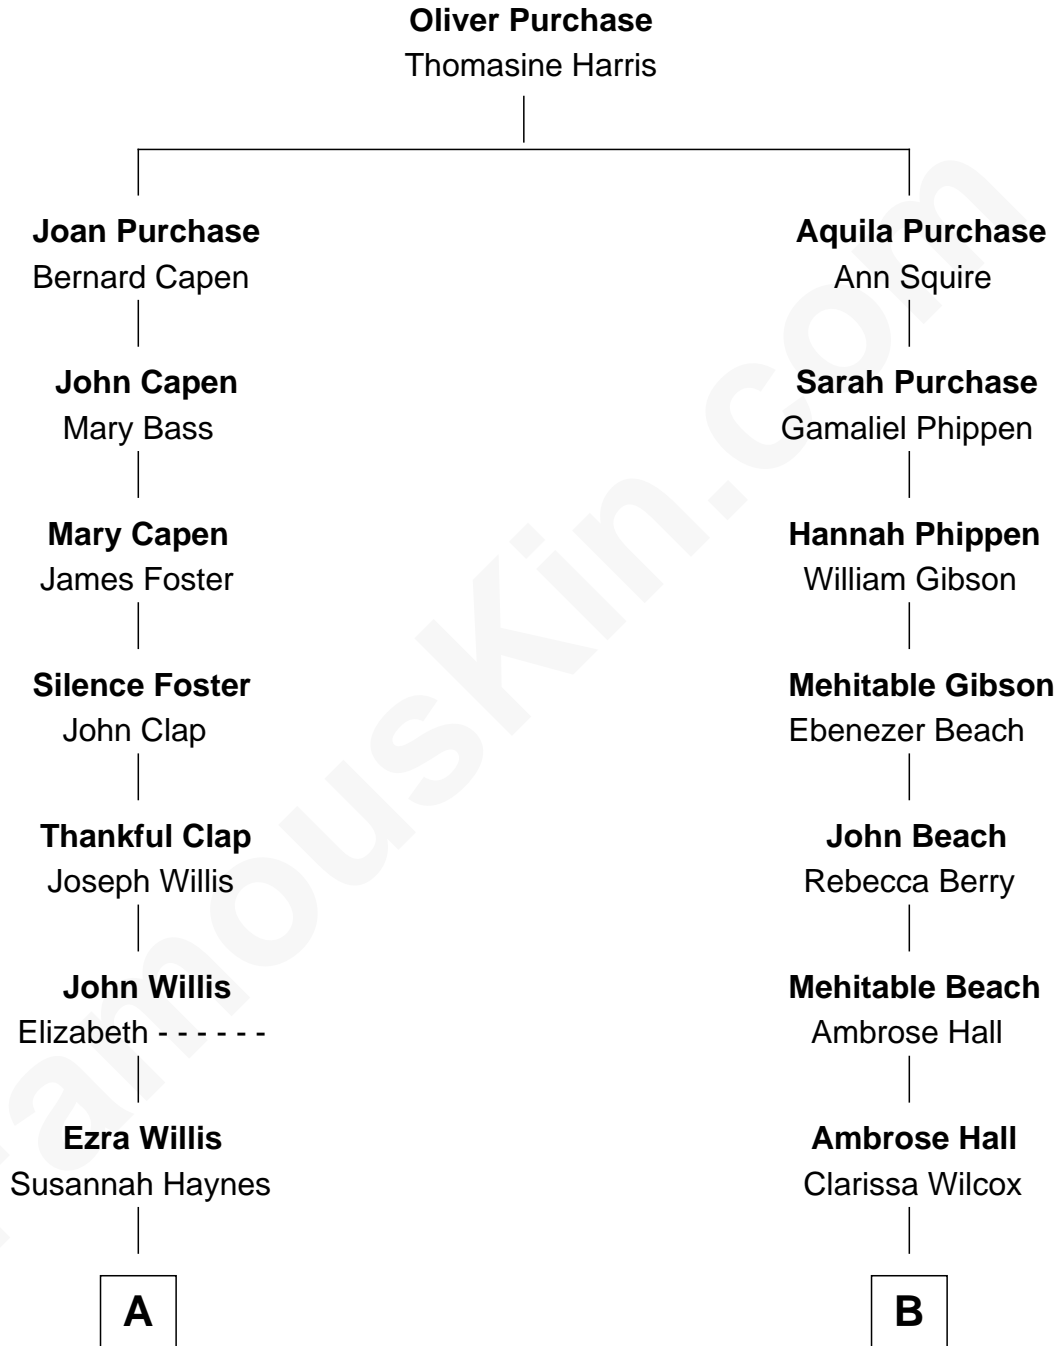 Oliver Purchase
Thomasine Harris
Joan Purchase
Bernard Capen
Aquila Purchase
Ann Squire
John Capen
Mary Bass
Sarah Purchase
Gamaliel Phippen
Mary Capen
James Foster
Hannah Phippen
William Gibson
Silence Foster
John Clap
Mehitable Gibson
Ebenezer Beach
Thankful Clap
Joseph Willis
John Beach
Rebecca Berry
John Willis
Elizabeth - - - - - -
Mehitable Beach
Ambrose Hall
Ezra Willis
Susannah Haynes
Ambrose Hall
Clarissa Wilcox
A
B
FamousKin.com